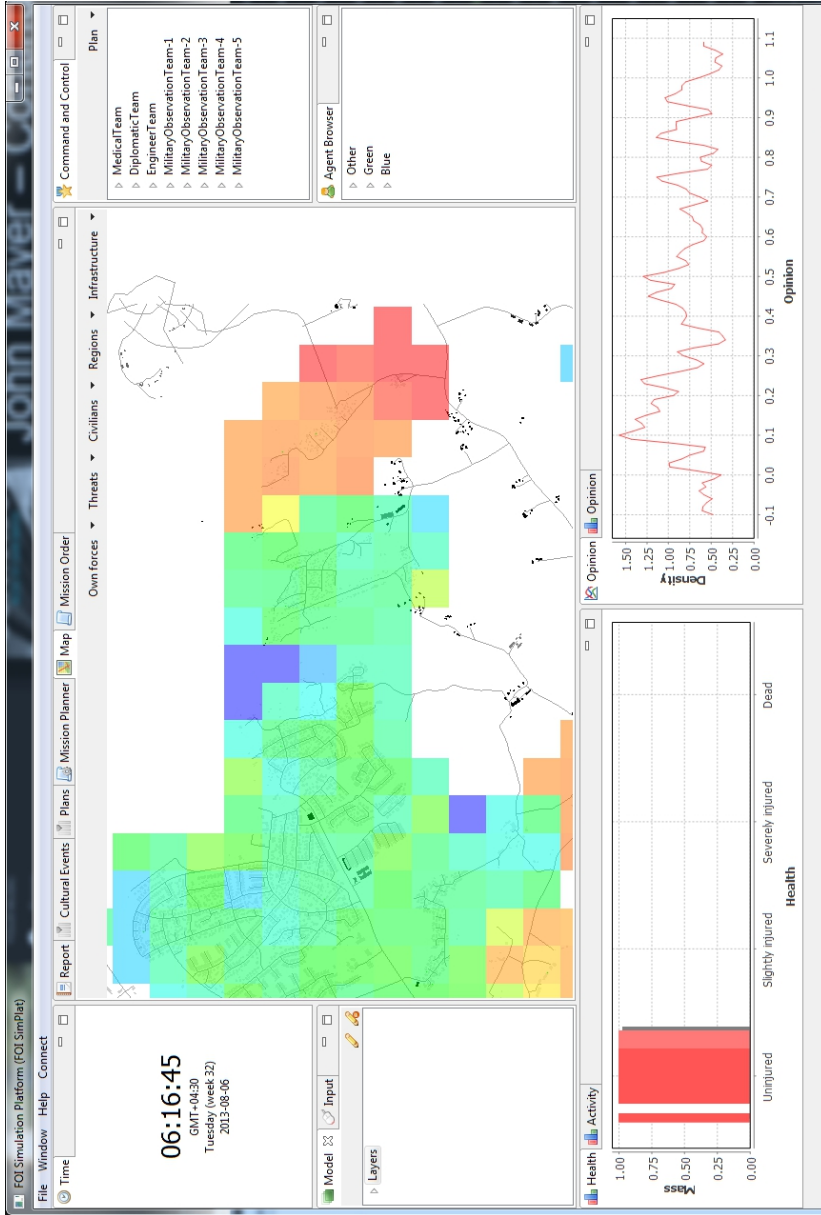 FOI Simulation Platform (FOI SimPlat)
John Mayer – Co
File Window Help Connect
Time
06:16:45
GMT+04:30
Tuesday (week 32)
2013-08-06
Model Input
Layers
Report Cultural Events Plans Mission Planner Map Mission Order
Own forces Threats Civilians Regions Infrastructure
Command and Control
Plan
MedicalTeam
DiplomaticTeam
EngineerTeam
MilitaryObservationTeam-1
MilitaryObservationTeam-2
MilitaryObservationTeam-3
MilitaryObservationTeam-4
MilitaryObservationTeam-5
Agent Browser
Other
Green
Blue
Health Activity
1.00
0.75
0.50
0.25
0.00
Mass
Uninjured Slightly injured Severely injured Dead
Health
Opinion Opinion
1.50
1.25
1.00
0.75
0.50
0.25
0.00
Density
-0.1 0.0 0.1 0.2 0.3 0.4 0.5 0.6 0.7 0.8 0.9 1.0 1.1
Opinion